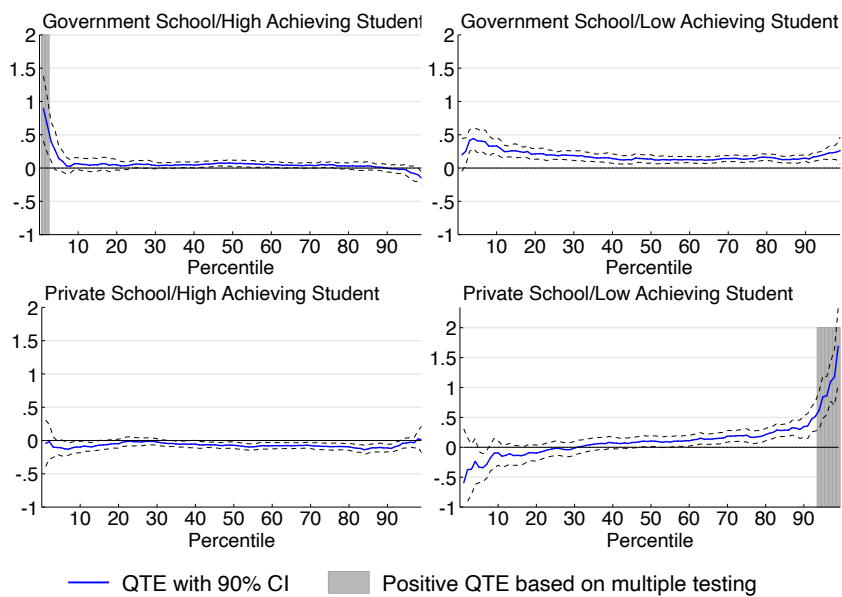 Government School/High Achieving Student
2
1.5
1
.5
0
-.5
-1
10 20 30 40 50 60 70 80 90
Percentile
Government School/Low Achieving Student
2
1.5
1
.5
0
-.5
-1
10 20 30 40 50 60 70 80 90
Percentile
Private School/High Achieving Student
2
1.5
1
.5
0
-.5
-1
10 20 30 40 50 60 70 80 90
Percentile
Private School/Low Achieving Student
2
1.5
1
.5
0
-.5
-1
10 20 30 40 50 60 70 80 90
Percentile
QTE with 90% CI
Positive QTE based on multiple testing